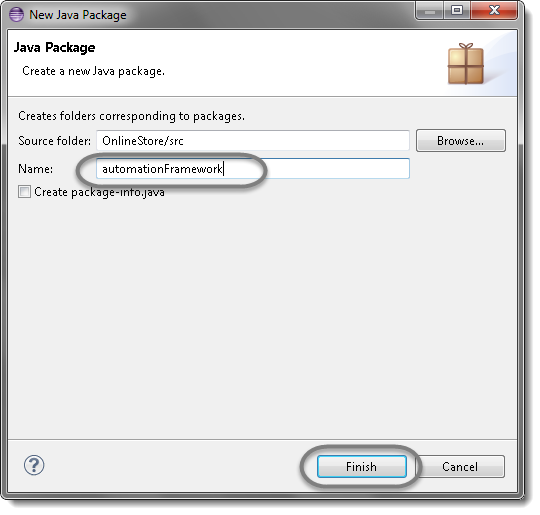 New Java Package
Java Package
Create a new Java package.
Creates folders corresponding to packages.
Source folder: OnlineStore/src Browse...
Name: automationFramework
Create package-info.java
? Finish Cancel